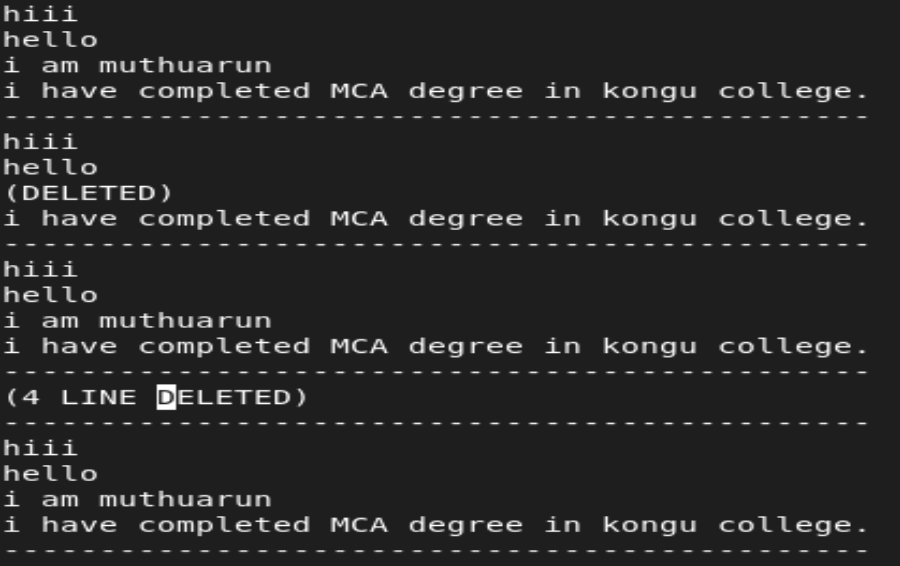 hiii
hello
i am muthuarun
i have completed MCA degree in kongu college.
---------------------------------------------
hiii
hello
(DELETED)
i have completed MCA degree in kongu college.
---------------------------------------------
hiii
hello
i am muthuarun
i have completed MCA degree in kongu college.
---------------------------------------------
(4 LINE DELETED)
---------------------------------------------
hiii
hello
i am muthuarun
i have completed MCA degree in kongu college.
---------------------------------------------